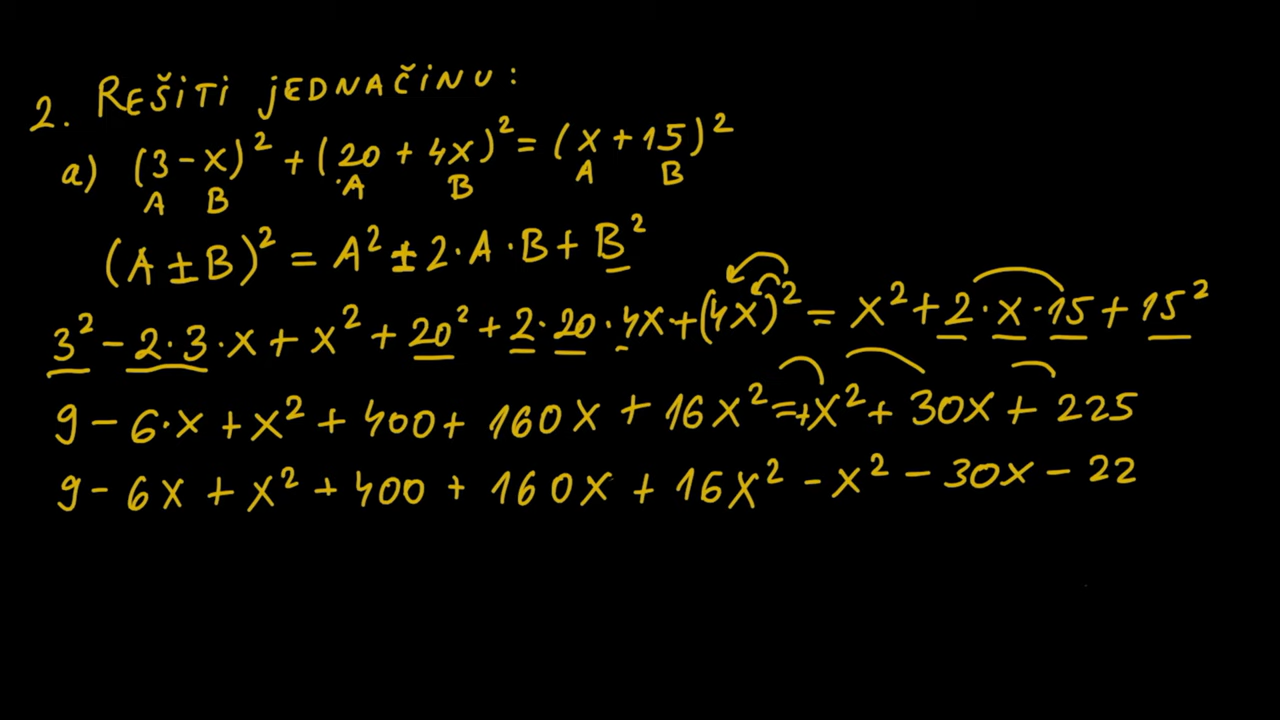 2. Rešiti jednačinu:
a) (3 - x)² + (20 + 4x)² = (x + 15)²
A B A B A B
(A ± B)² = A² ± 2·A·B + B²
3² - 2·3·x + x² + 20² + 2·20·4x + (4x)² = x² + 2·x·15 + 15²
9 - 6·x + x² + 400 + 160x + 16x² = +x² + 30x + 225
9 - 6x + x² + 400 + 160x + 16x² - x² - 30x - 22